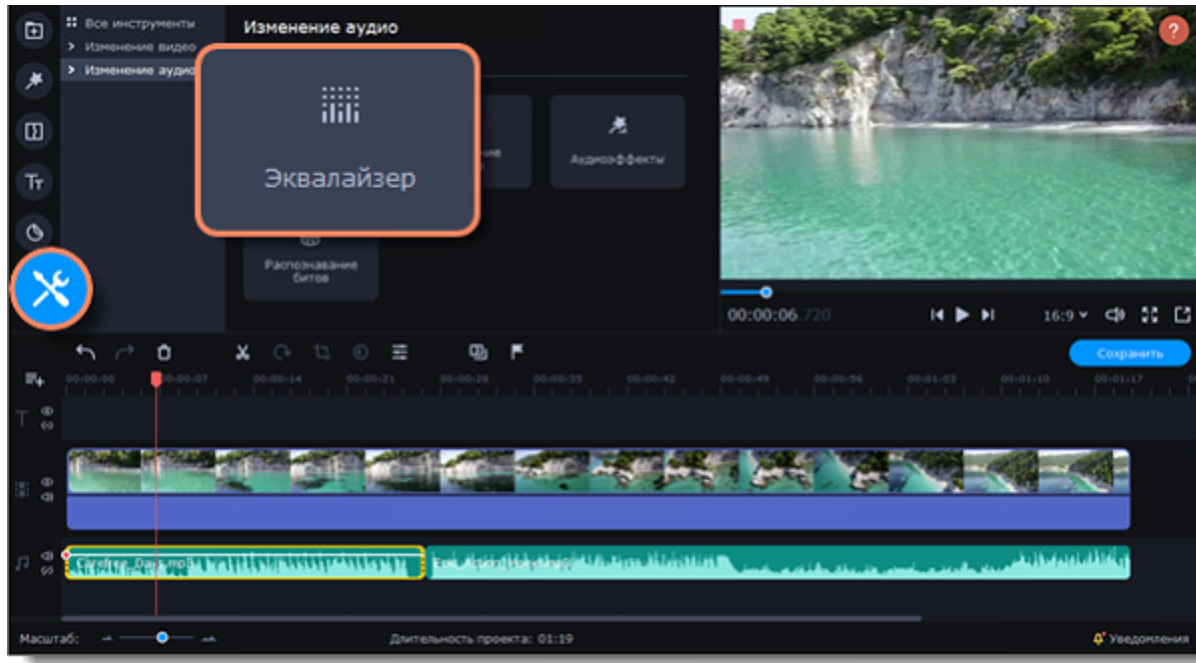 Все инструменты
Изменение видео
Изменение аудио
Изменение аудио
Эквалайзер
Аудиоэффекты
Распознавание
битов
?
00:00:06.720
16:9
Сохранить
00:00:00
00:00:07
00:00:14
00:00:21
00:00:28
00:00:35
00:00:42
00:00:49
00:00:56
00:01:03
00:01:10
00:01:17
Carefree_Days.mp3
Масштаб:
Длительность проекта: 01:19
Уведомления